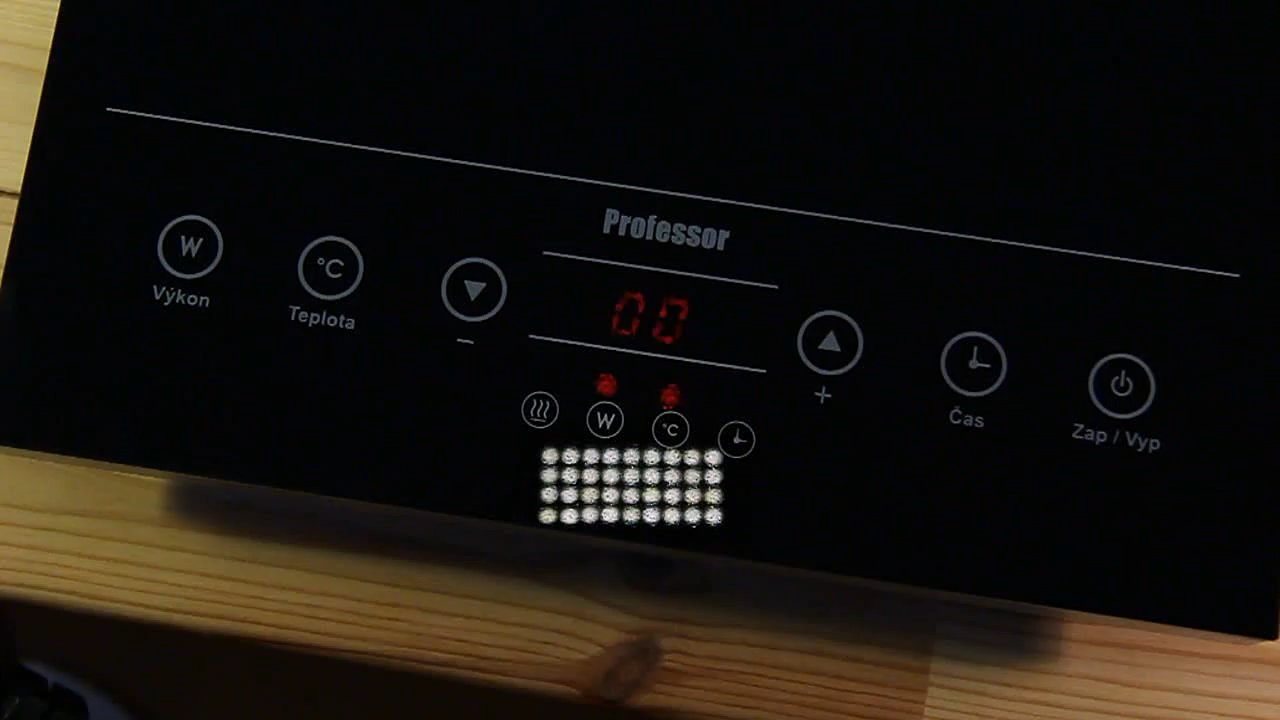 Professor
W
Výkon
°C
Teplota
−
00
+
Čas
Zap / Vyp
W
°C